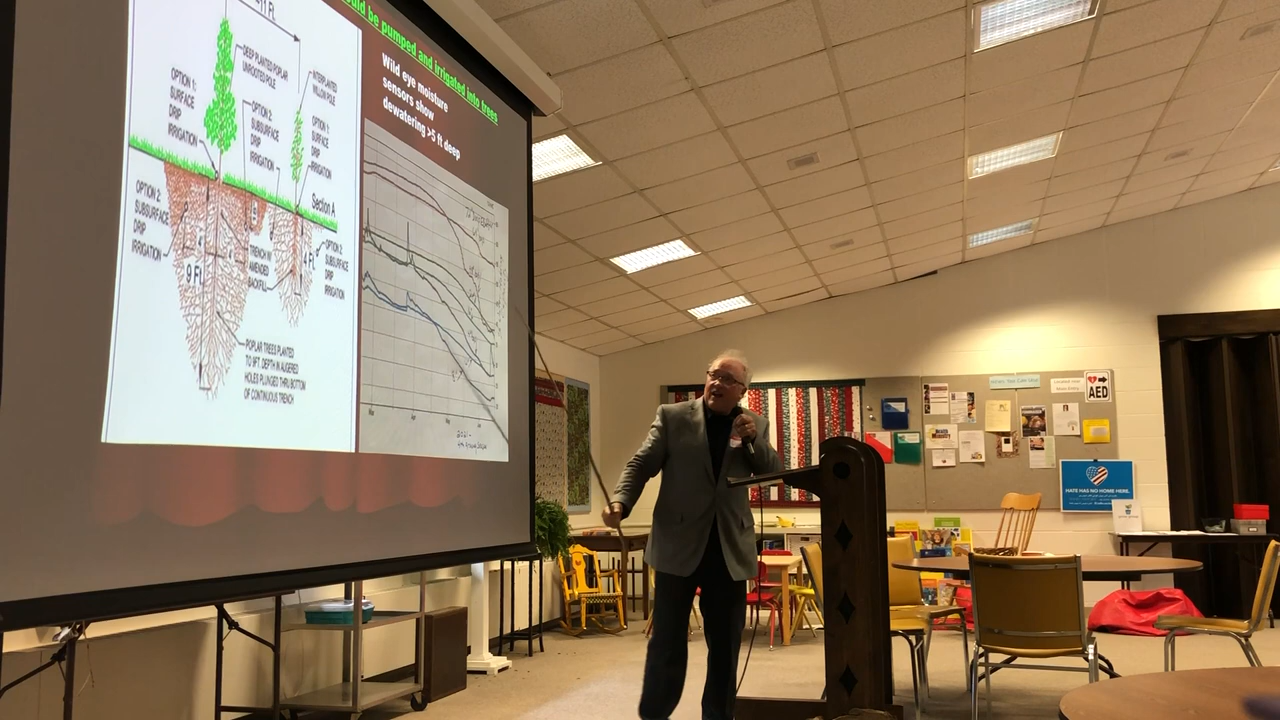 11 FT.
ould be pumped and irrigated into trees
Wild eye moisture
sensors show
dewatering >5 ft deep
DEEP PLANTED POPLAR
UNROOTED POLE
OPTION 1:
SURFACE
DRIP
IRRIGATION
OPTION 2:
SUBSURFACE
DRIP
IRRIGATION
INTERPLANTED
WILLOW POLE
OPTION 1:
SURFACE
DRIP
IRRIGATION
Section A
OPTION 2:
SUBSURFACE
DRIP
IRRIGATION
9 FT
TRENCH W/
AMENDED
BACKFILL
4 FT
OPTION 2:
SUBSURFACE
DRIP
IRRIGATION
POPLAR TREES PLANTED
TO 9FT. DEPTH IN AUGERED
HOLES PLUNGED THRU BOTTOM
OF CONTINUOUS TRENCH
2021-
AED
HATE HAS NO HOME HERE.